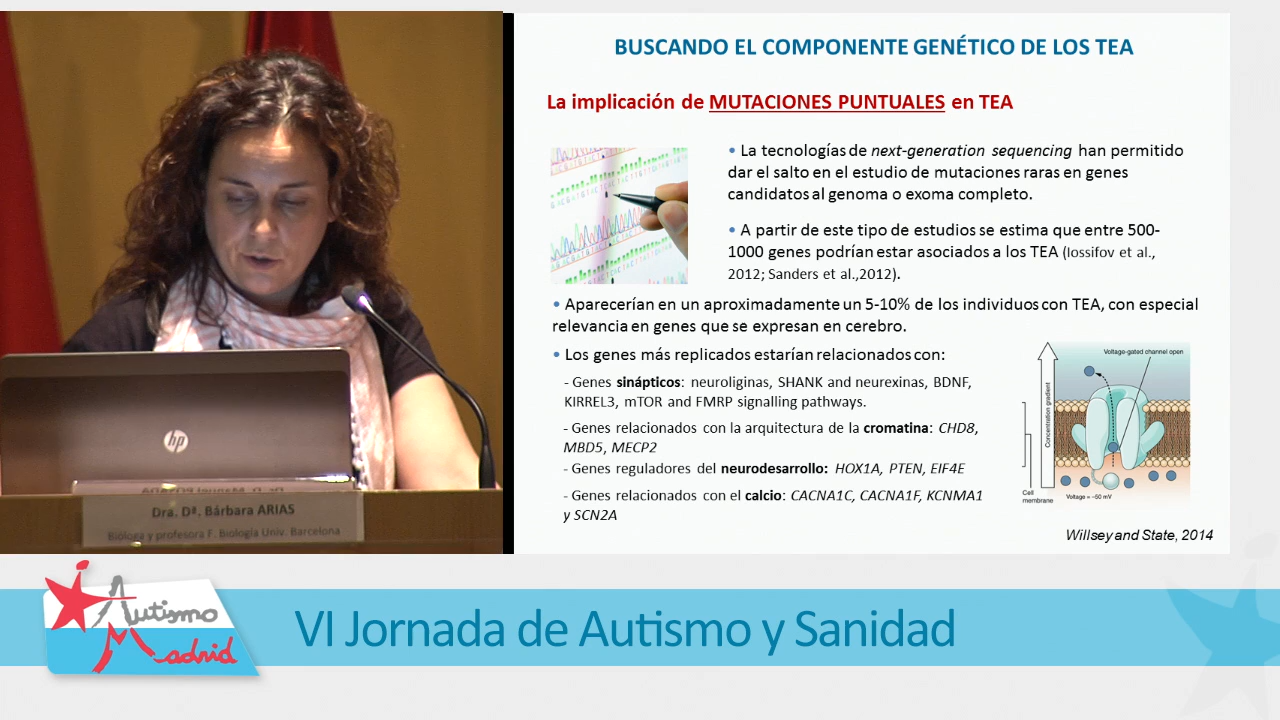 BUSCANDO EL COMPONENTE GENÉTICO DE LOS TEA
La implicación de MUTACIONES PUNTUALES en TEA
• La tecnologías de next-generation sequencing han permitido
dar el salto en el estudio de mutaciones raras en genes
candidatos al genoma o exoma completo.
• A partir de este tipo de estudios se estima que entre 500-
1000 genes podrían estar asociados a los TEA (Iossifov et al.,
2012; Sanders et al.,2012).
• Aparecerían en un aproximadamente un 5-10% de los individuos con TEA, con especial
relevancia en genes que se expresan en cerebro.
• Los genes más replicados estarían relacionados con:
- Genes sinápticos: neuroliginas, SHANK and neurexinas, BDNF,
KIRREL3, mTOR and FMRP signalling pathways.
- Genes relacionados con la arquitectura de la cromatina: CHD8,
MBD5, MECP2
- Genes reguladores del neurodesarrollo: HOX1A, PTEN, EIF4E
- Genes relacionados con el calcio: CACNA1C, CACNA1F, KCNMA1
y SCN2A
Voltage-gated channel open
Concentration gradient
Cell
membrane
Voltage = –50 mV
Willsey and State, 2014
hp
Dra. Dª. Bárbara ARIAS
Bióloga y profesora F. Biología Univ. Barcelona
Autismo
Madrid
VI Jornada de Autismo y Sanidad